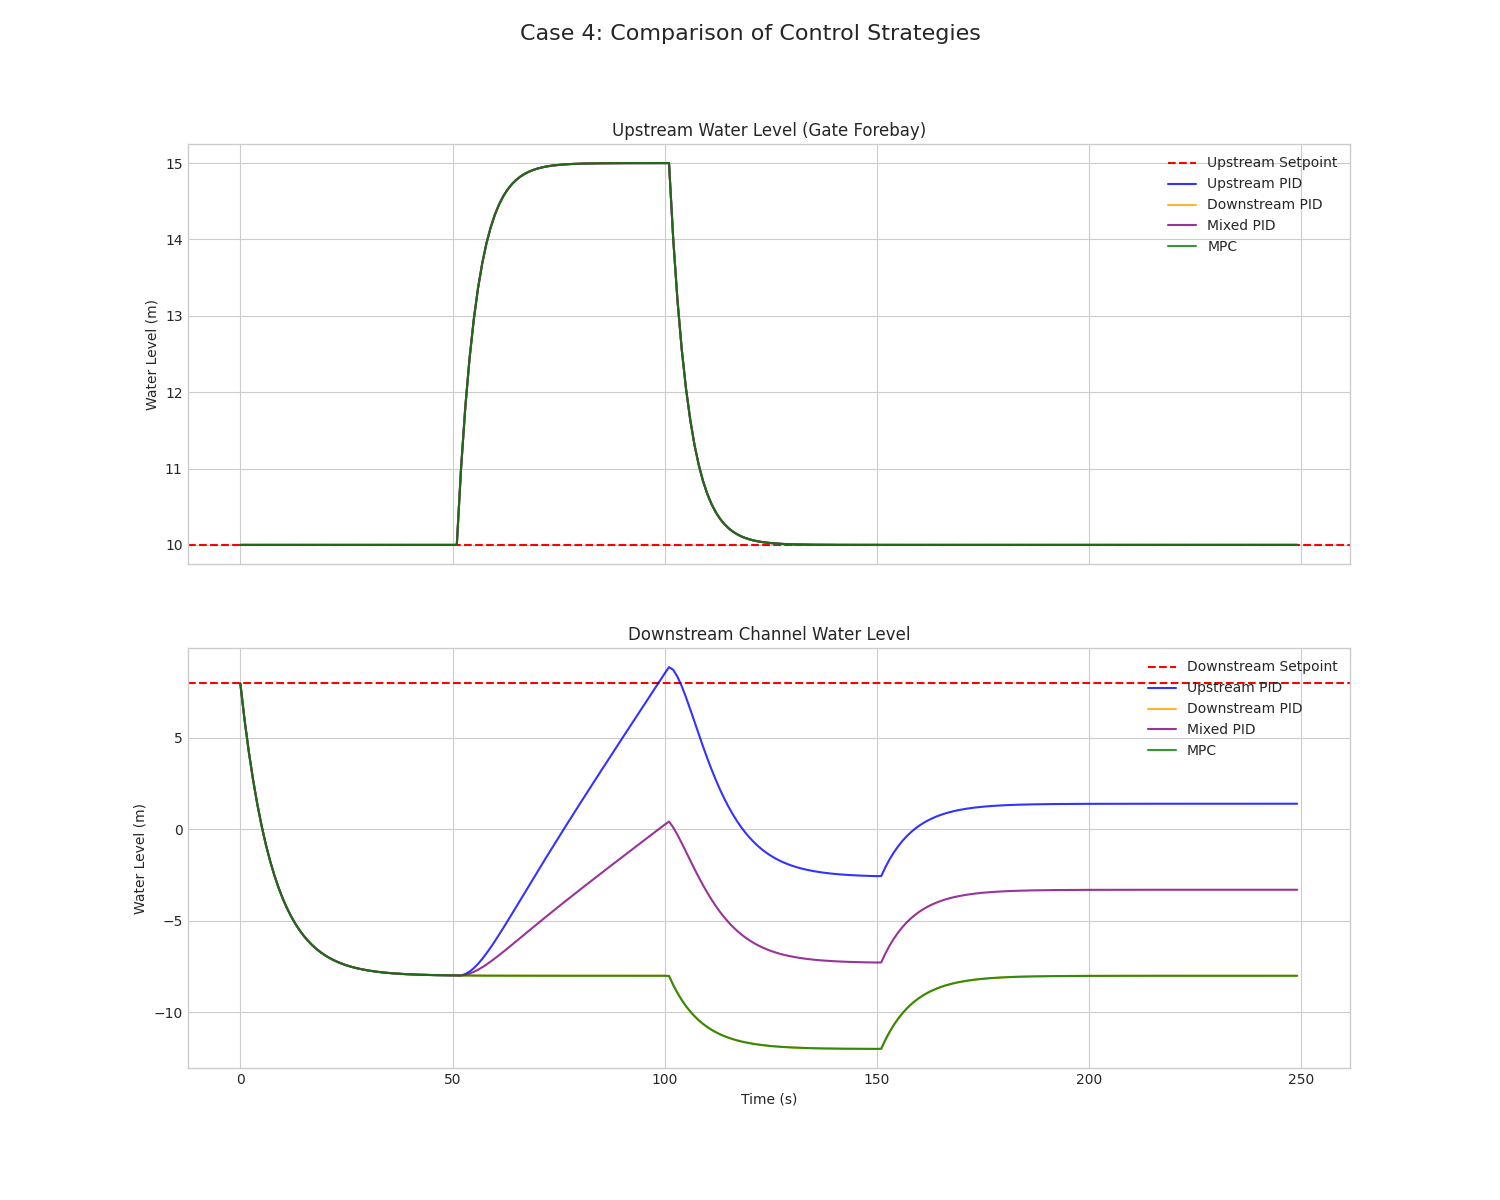 Case 4: Comparison of Control Strategies
Upstream Water Level (Gate Forebay)
Water Level (m)
15
14
13
12
11
10
Upstream Setpoint
Upstream PID
Downstream PID
Mixed PID
MPC
Downstream Channel Water Level
Water Level (m)
5
0
−5
−10
Downstream Setpoint
Upstream PID
Downstream PID
Mixed PID
MPC
0 50 100 150 200 250
Time (s)